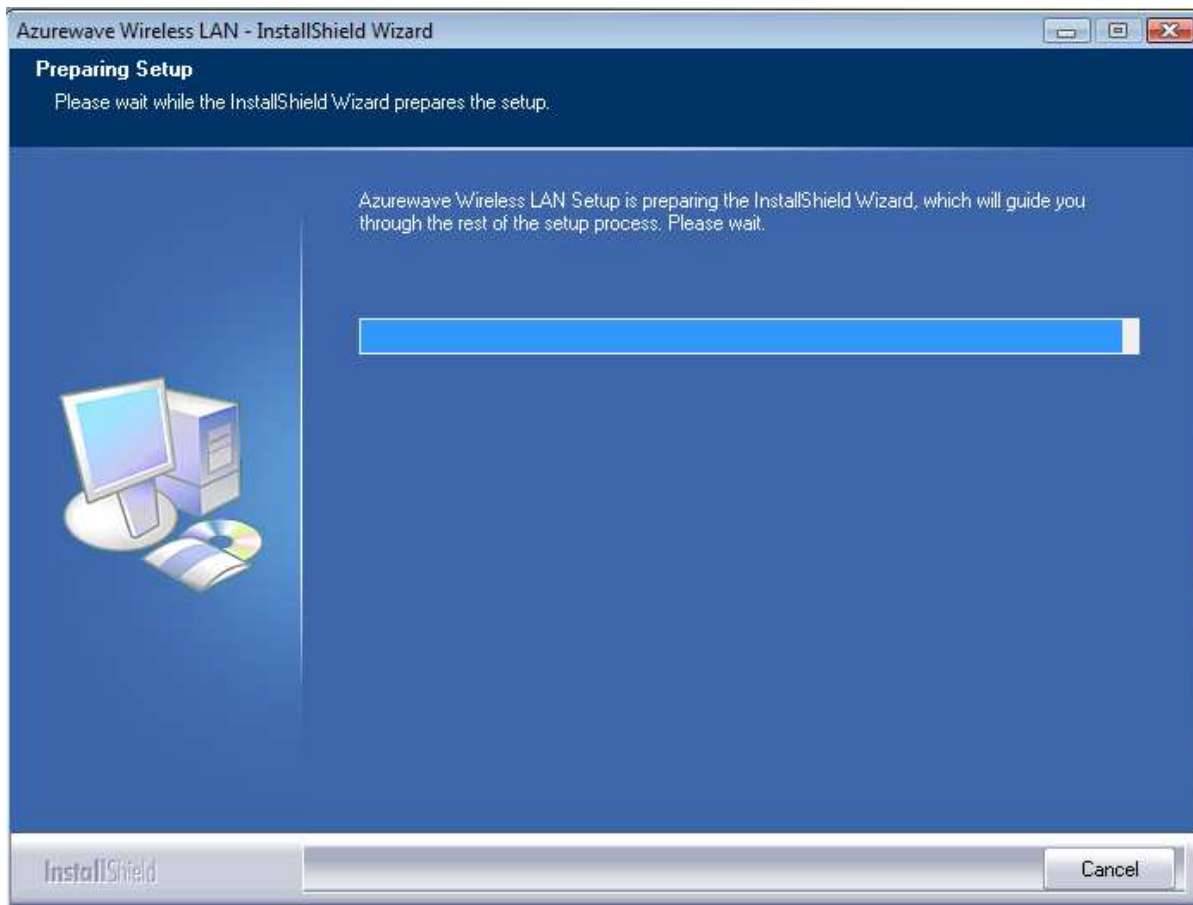 Azurewave Wireless LAN - InstallShield Wizard
Preparing Setup
Please wait while the InstallShield Wizard prepares the setup.
Azurewave Wireless LAN Setup is preparing the InstallShield Wizard, which will guide you
through the rest of the setup process. Please wait.
InstallShield
Cancel